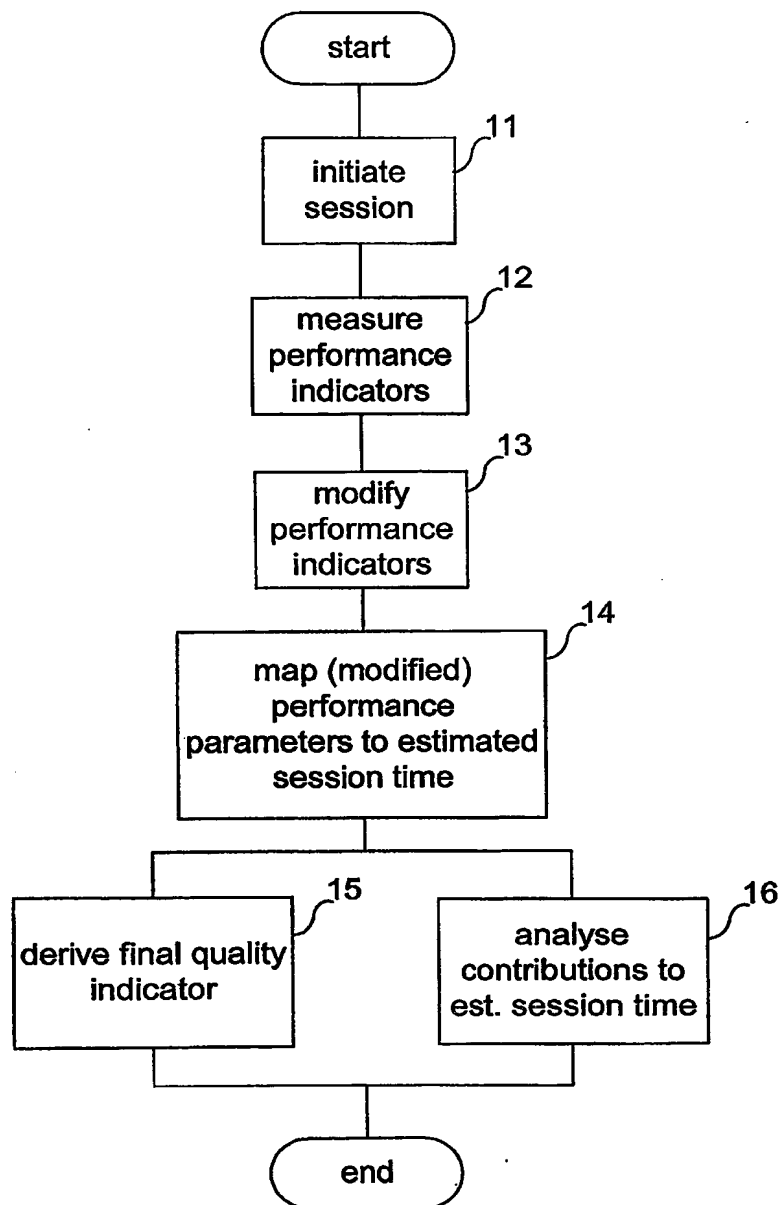 start
11
initiate
session
12
measure
performance
indicators
13
modify
performance
indicators
14
map (modified)
performance
parameters to estimated
session time
15
derive final quality
indicator
16
analyse
contributions to
est. session time
end